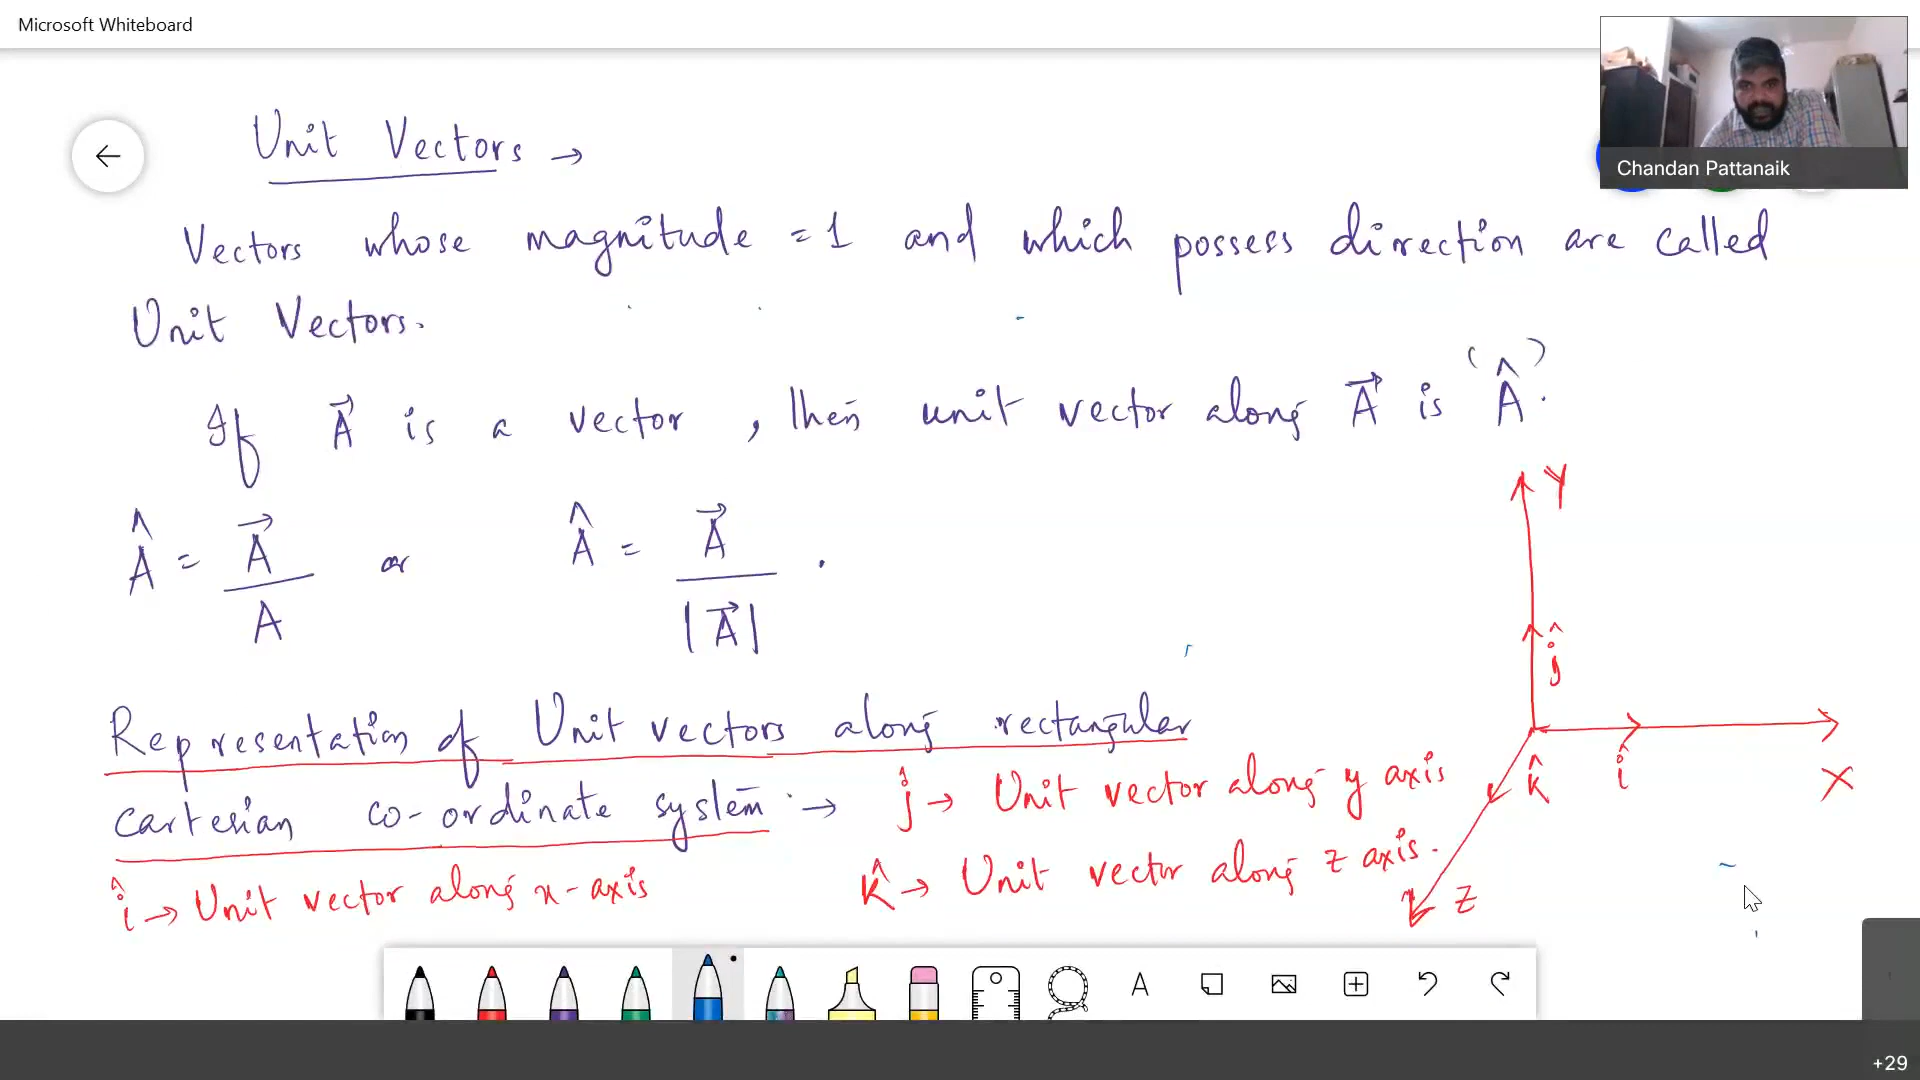 Microsoft Whiteboard
Chandan Pattanaik
Unit Vectors →
Vectors whose magnitude = 1 and which possess direction are called
Unit Vectors.
If A⃗ is a vector, then unit vector along A⃗ is (Â).
Â = A⃗ / A or Â = A⃗ / |A⃗| .
Representation of Unit vectors along rectangular
cartesian co-ordinate system →
î → Unit vector along x-axis
ĵ → Unit vector along y axis
k̂ → Unit vector along z axis.
Y
ĵ
k̂ î
X
Z
A
+29